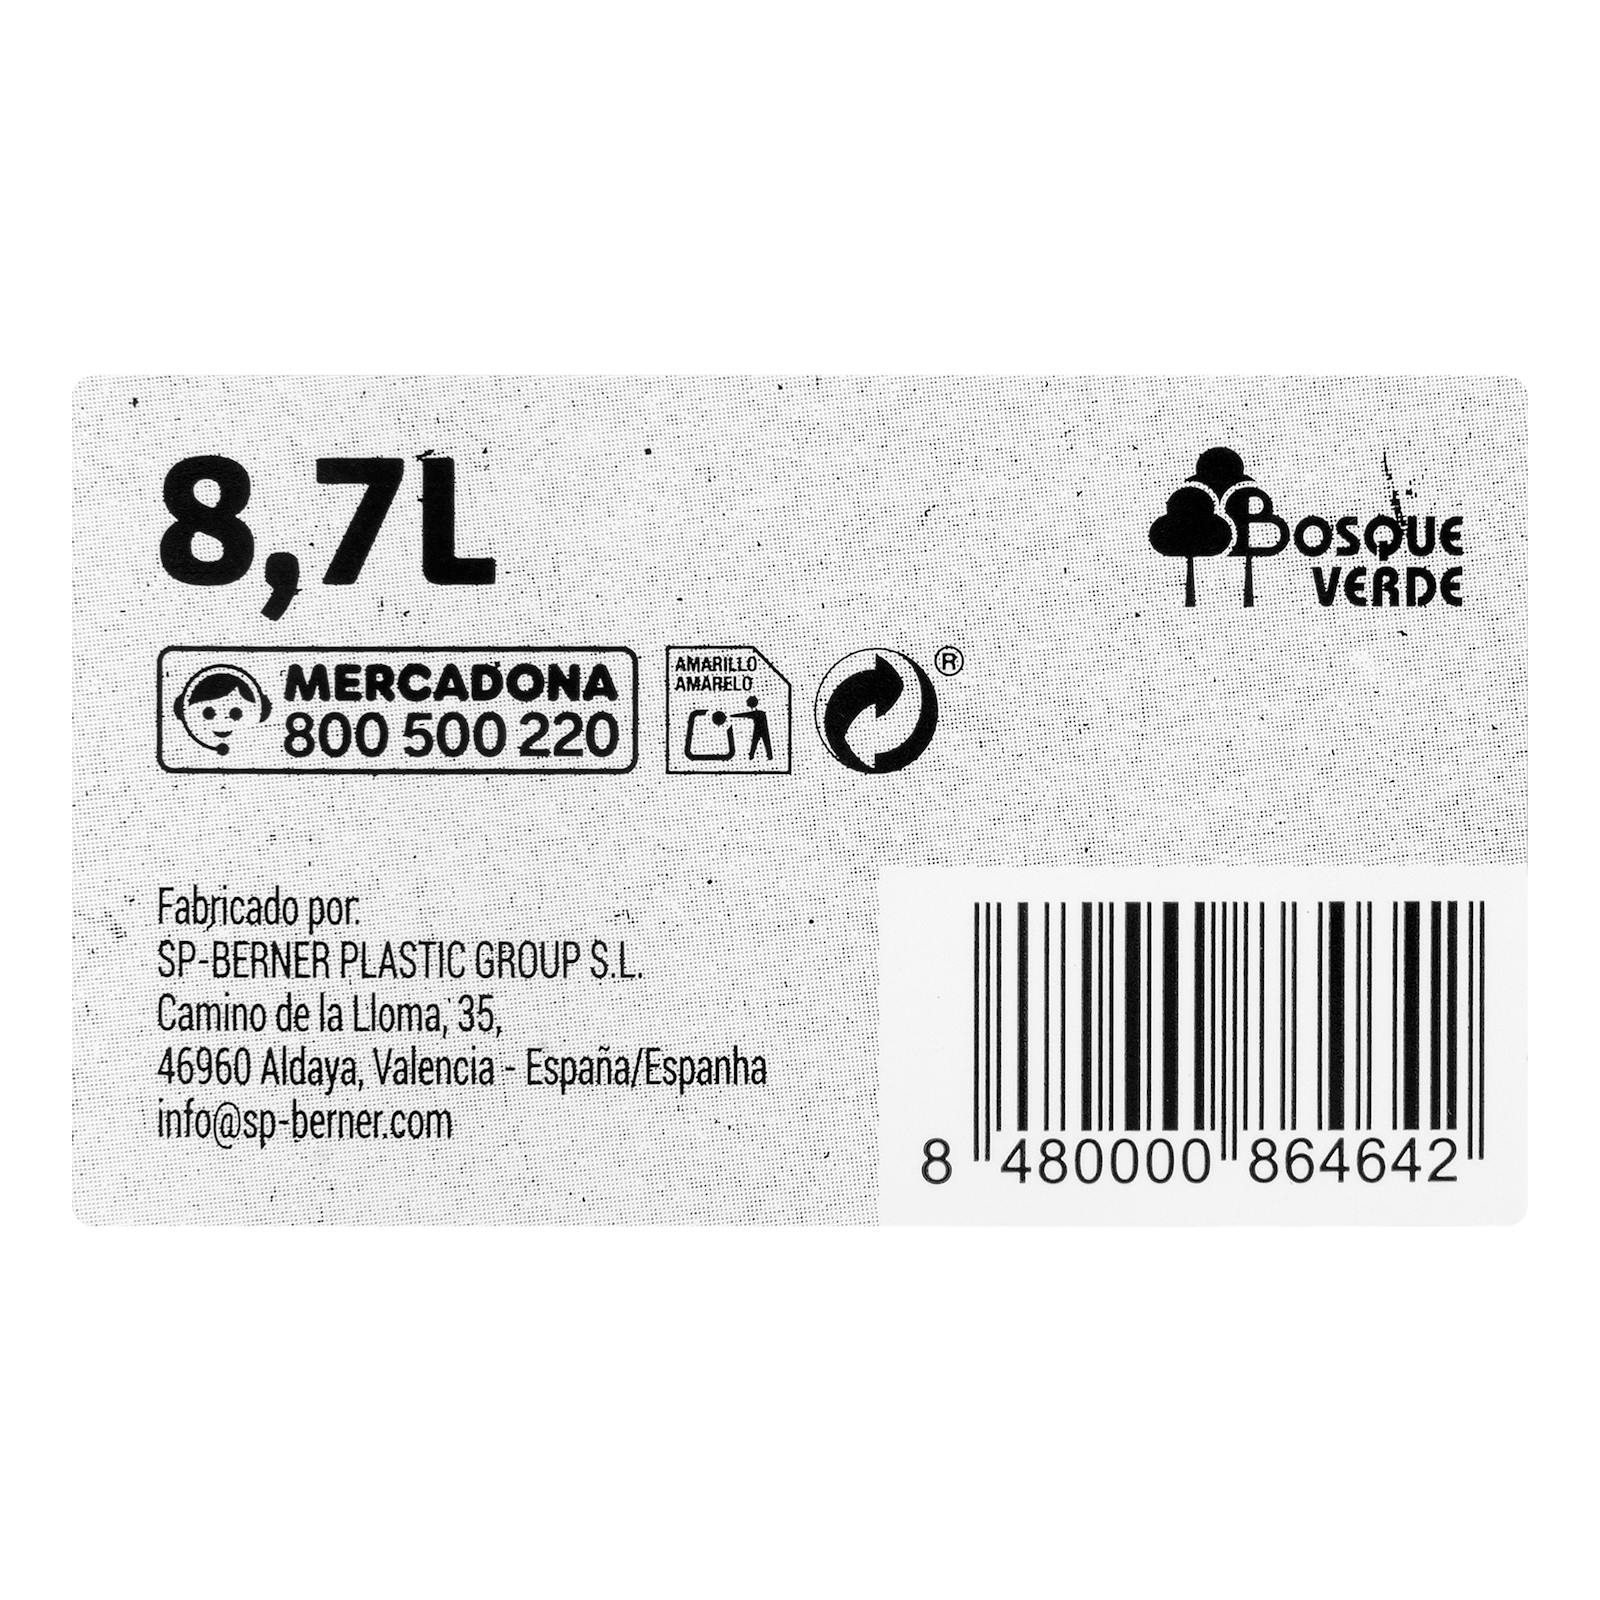 8,7L
BOSQUE
VERDE
MERCADONA
800 500 220
AMARILLO
AMARELO
®
Fabricado por:
SP-BERNER PLASTIC GROUP S.L.
Camino de la Lloma, 35,
46960 Aldaya, Valencia - España/Espanha
info@sp-berner.com
8 480000 864642